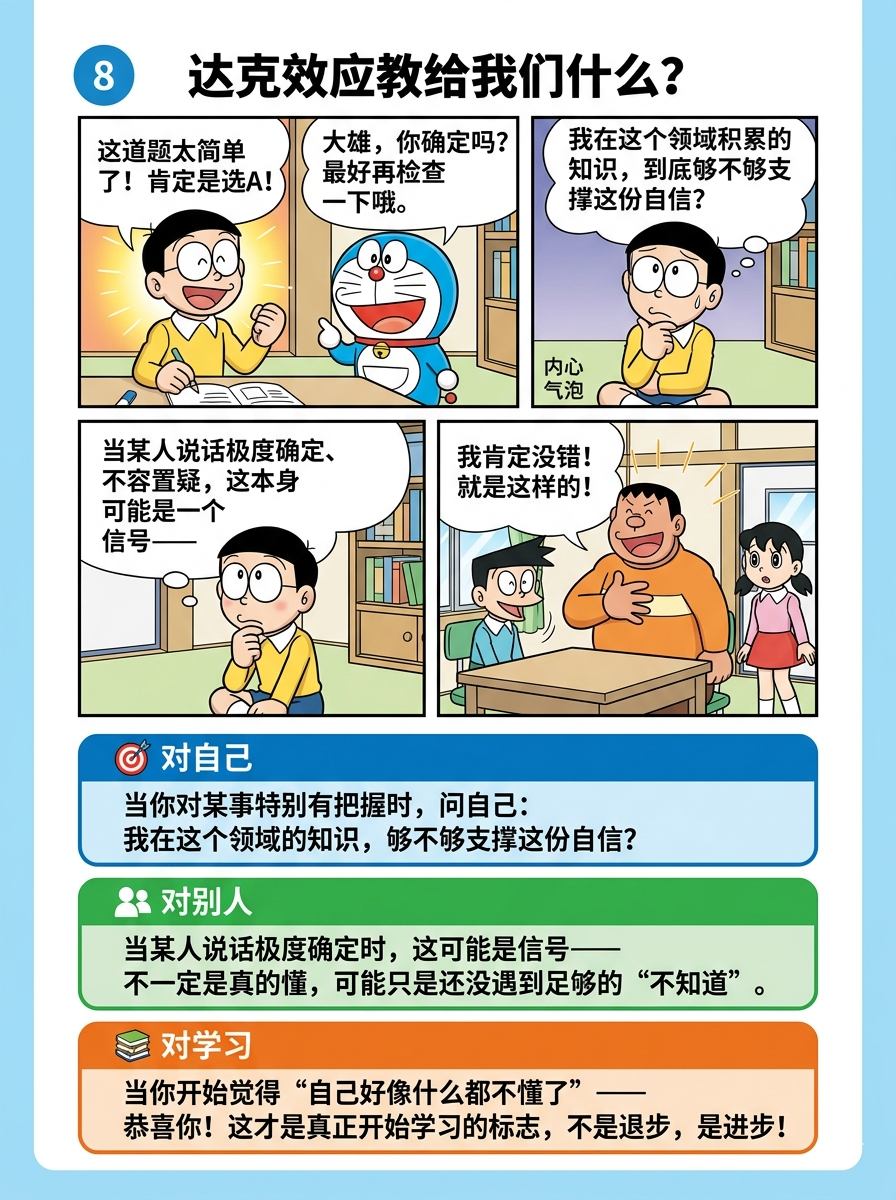 8
达克效应教给我们什么？
这道题太简单
了！肯定是选A！
大雄，你确定吗？
最好再检查
一下哦。
我在这个领域积累的
知识，到底够不够支
撑这份自信？
内心
气泡
当某人说话极度确定、
不容置疑，这本身
可能是一个
信号——
我肯定没错！
就是这样的！
对自己
当你对某事特别有把握时，问自己：
我在这个领域的知识，够不够支撑这份自信？
对别人
当某人说话极度确定时，这可能是信号——
不一定是真的懂，可能只是还没遇到足够的“不知道”。
对学习
当你开始觉得“自己好像什么都不懂了”——
恭喜你！这才是真正开始学习的标志，不是退步，是进步！